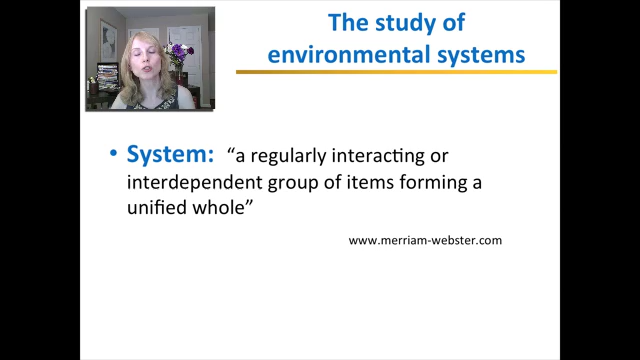 The study of
environmental systems
• System: “a regularly interacting or
interdependent group of items forming a
unified whole”
www.merriam-webster.com